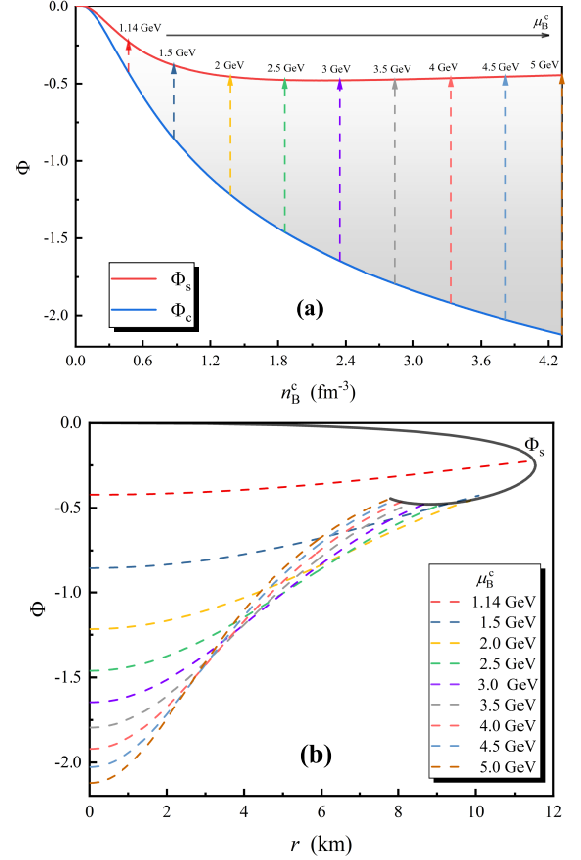 0.0
1.14 GeV
μ_B^c
1.5 GeV
2 GeV
2.5 GeV
3 GeV
3.5 GeV
4 GeV
4.5 GeV
5 GeV
-0.5
-1.0
-1.5
-2.0
Φ
Φ_s
Φ_c
(a)
0.0 0.6 1.2 1.8 2.4 3.0 3.6 4.2
n_B^c (fm^-3)
0.0
-0.5
-1.0
-1.5
-2.0
Φ
Φ_s
μ_B^c
1.14 GeV
1.5 GeV
2.0 GeV
2.5 GeV
3.0 GeV
3.5 GeV
4.0 GeV
4.5 GeV
5.0 GeV
(b)
0 2 4 6 8 10 12
r (km)